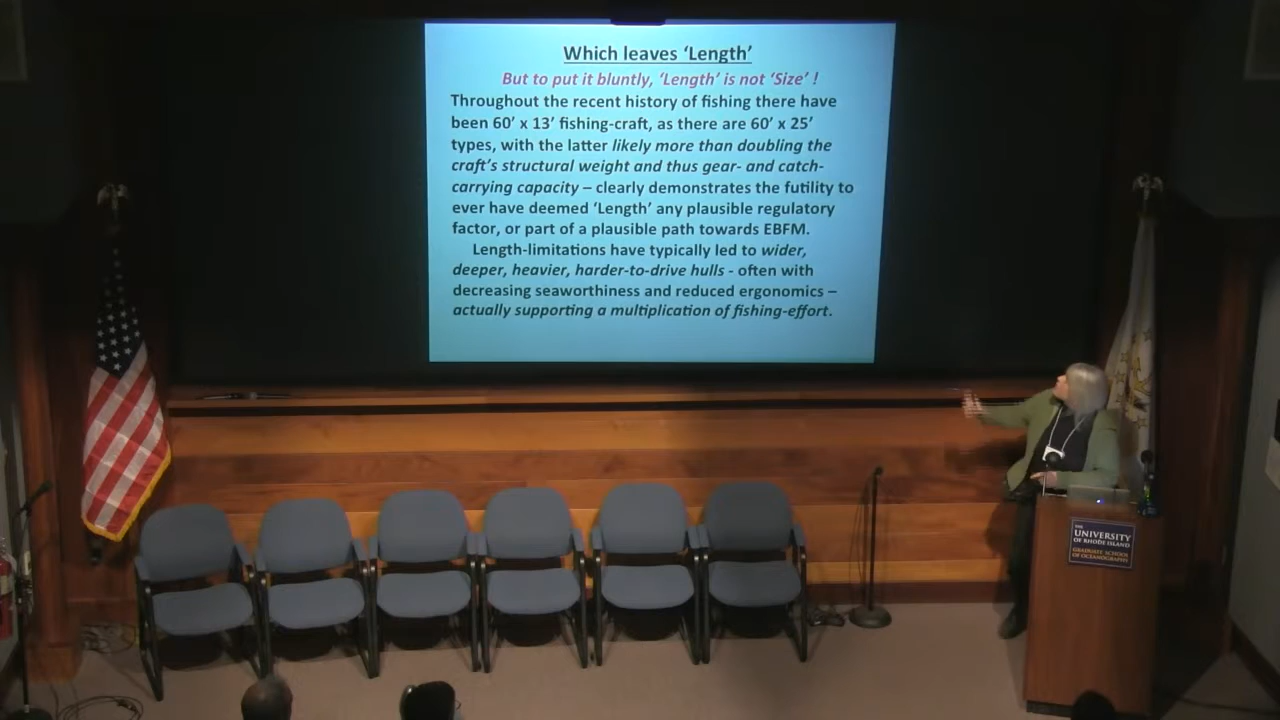 Which leaves ‘Length’
But to put it bluntly, ‘Length’ is not ‘Size’ !
Throughout the recent history of fishing there have
been 60’ x 13’ fishing-craft, as there are 60’ x 25’
types, with the latter likely more than doubling the
craft’s structural weight and thus gear- and catch-
carrying capacity – clearly demonstrates the futility to
ever have deemed ‘Length’ any plausible regulatory
factor, or part of a plausible path towards EBFM.
Length-limitations have typically led to wider,
deeper, heavier, harder-to-drive hulls - often with
decreasing seaworthiness and reduced ergonomics –
actually supporting a multiplication of fishing-effort.
THE
UNIVERSITY
OF RHODE ISLAND
GRADUATE SCHOOL
OF OCEANOGRAPHY